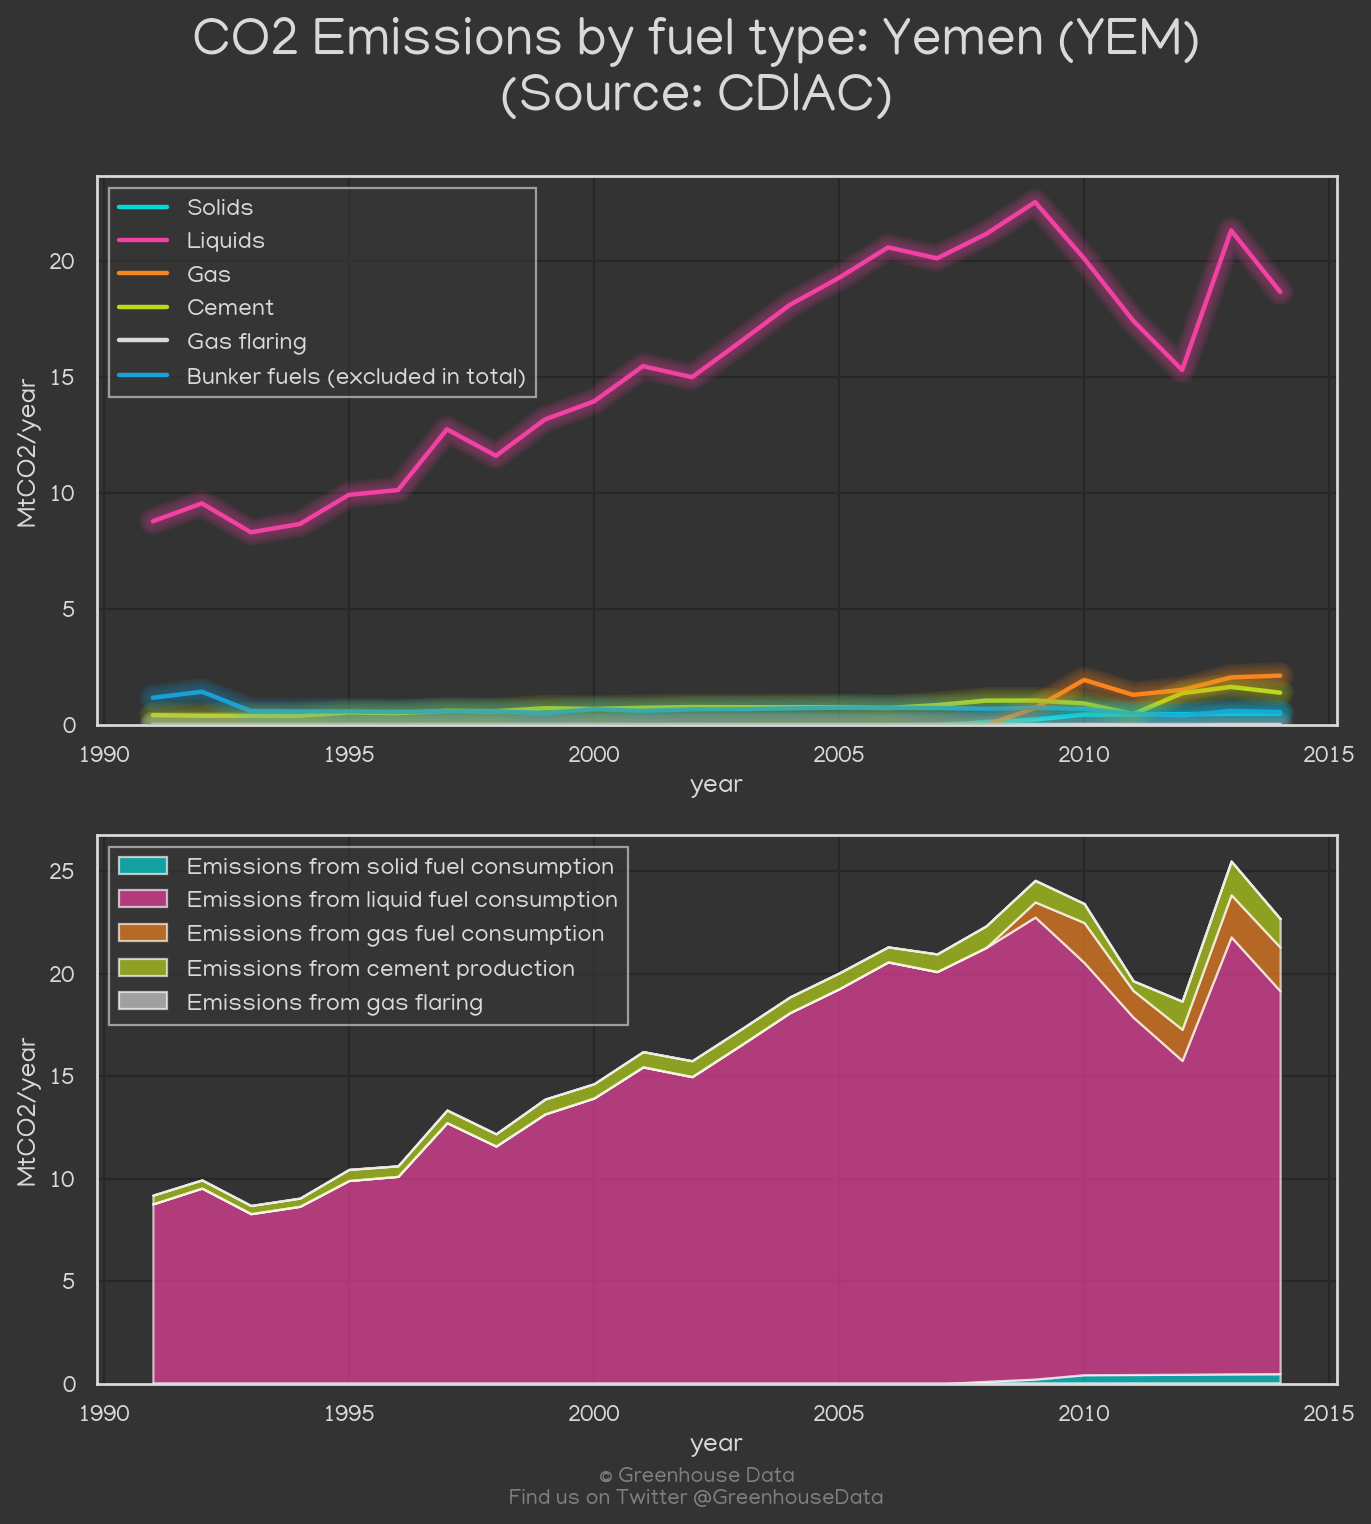 CO2 Emissions by fuel type: Yemen (YEM)
(Source: CDIAC)
Solids
Liquids
Gas
Cement
Gas flaring
Bunker fuels (excluded in total)
MtCO2/year
20
15
10
5
0
1990 1995 2000 2005 2010 2015
year
Emissions from solid fuel consumption
Emissions from liquid fuel consumption
Emissions from gas fuel consumption
Emissions from cement production
Emissions from gas flaring
MtCO2/year
25
20
15
10
5
0
1990 1995 2000 2005 2010 2015
year
© Greenhouse Data
Find us on Twitter @GreenhouseData